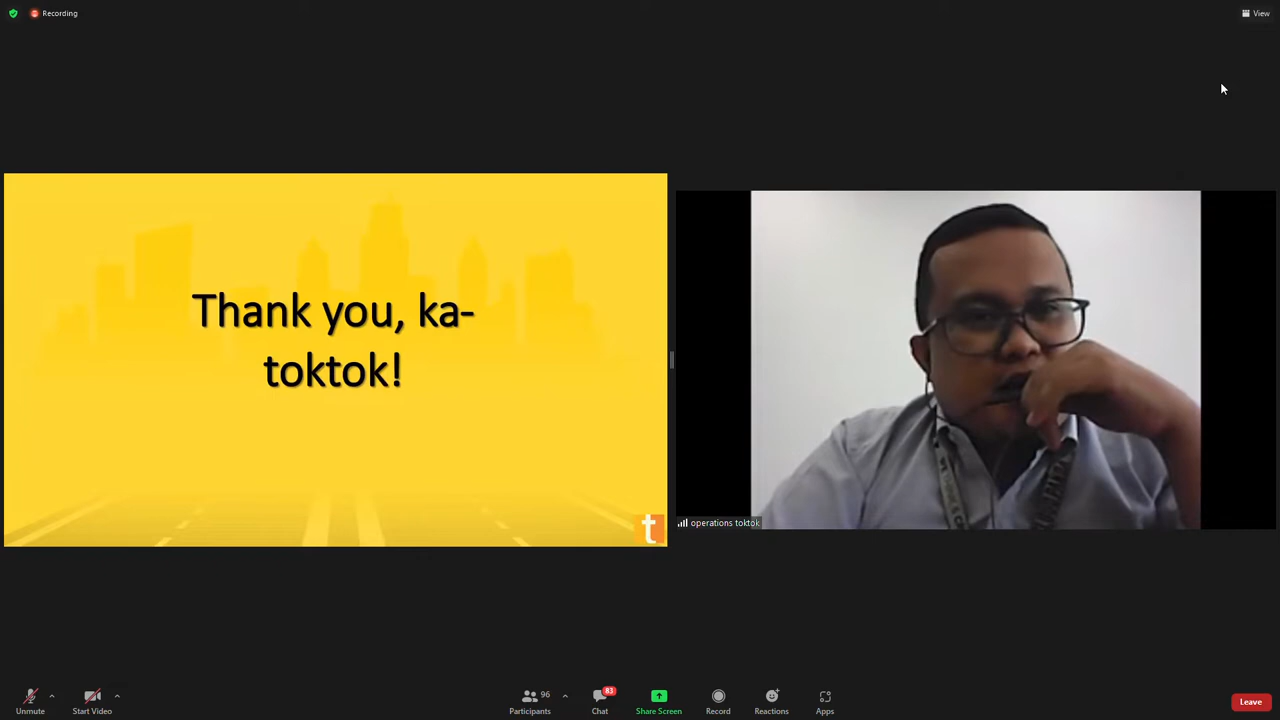 Recording
View
Thank you, ka-
toktok!
t
operations toktok
Unmute
Start Video
96
Participants
83
Chat
Share Screen
Record
Reactions
Apps
Leave